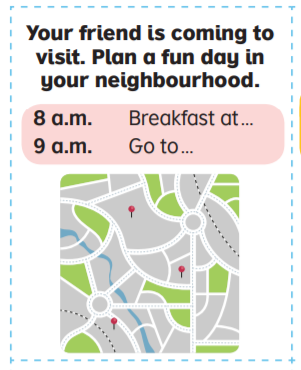 Your friend is coming to
visit. Plan a fun day in
your neighbourhood.
8 a.m. Breakfast at...
9 a.m. Go to...